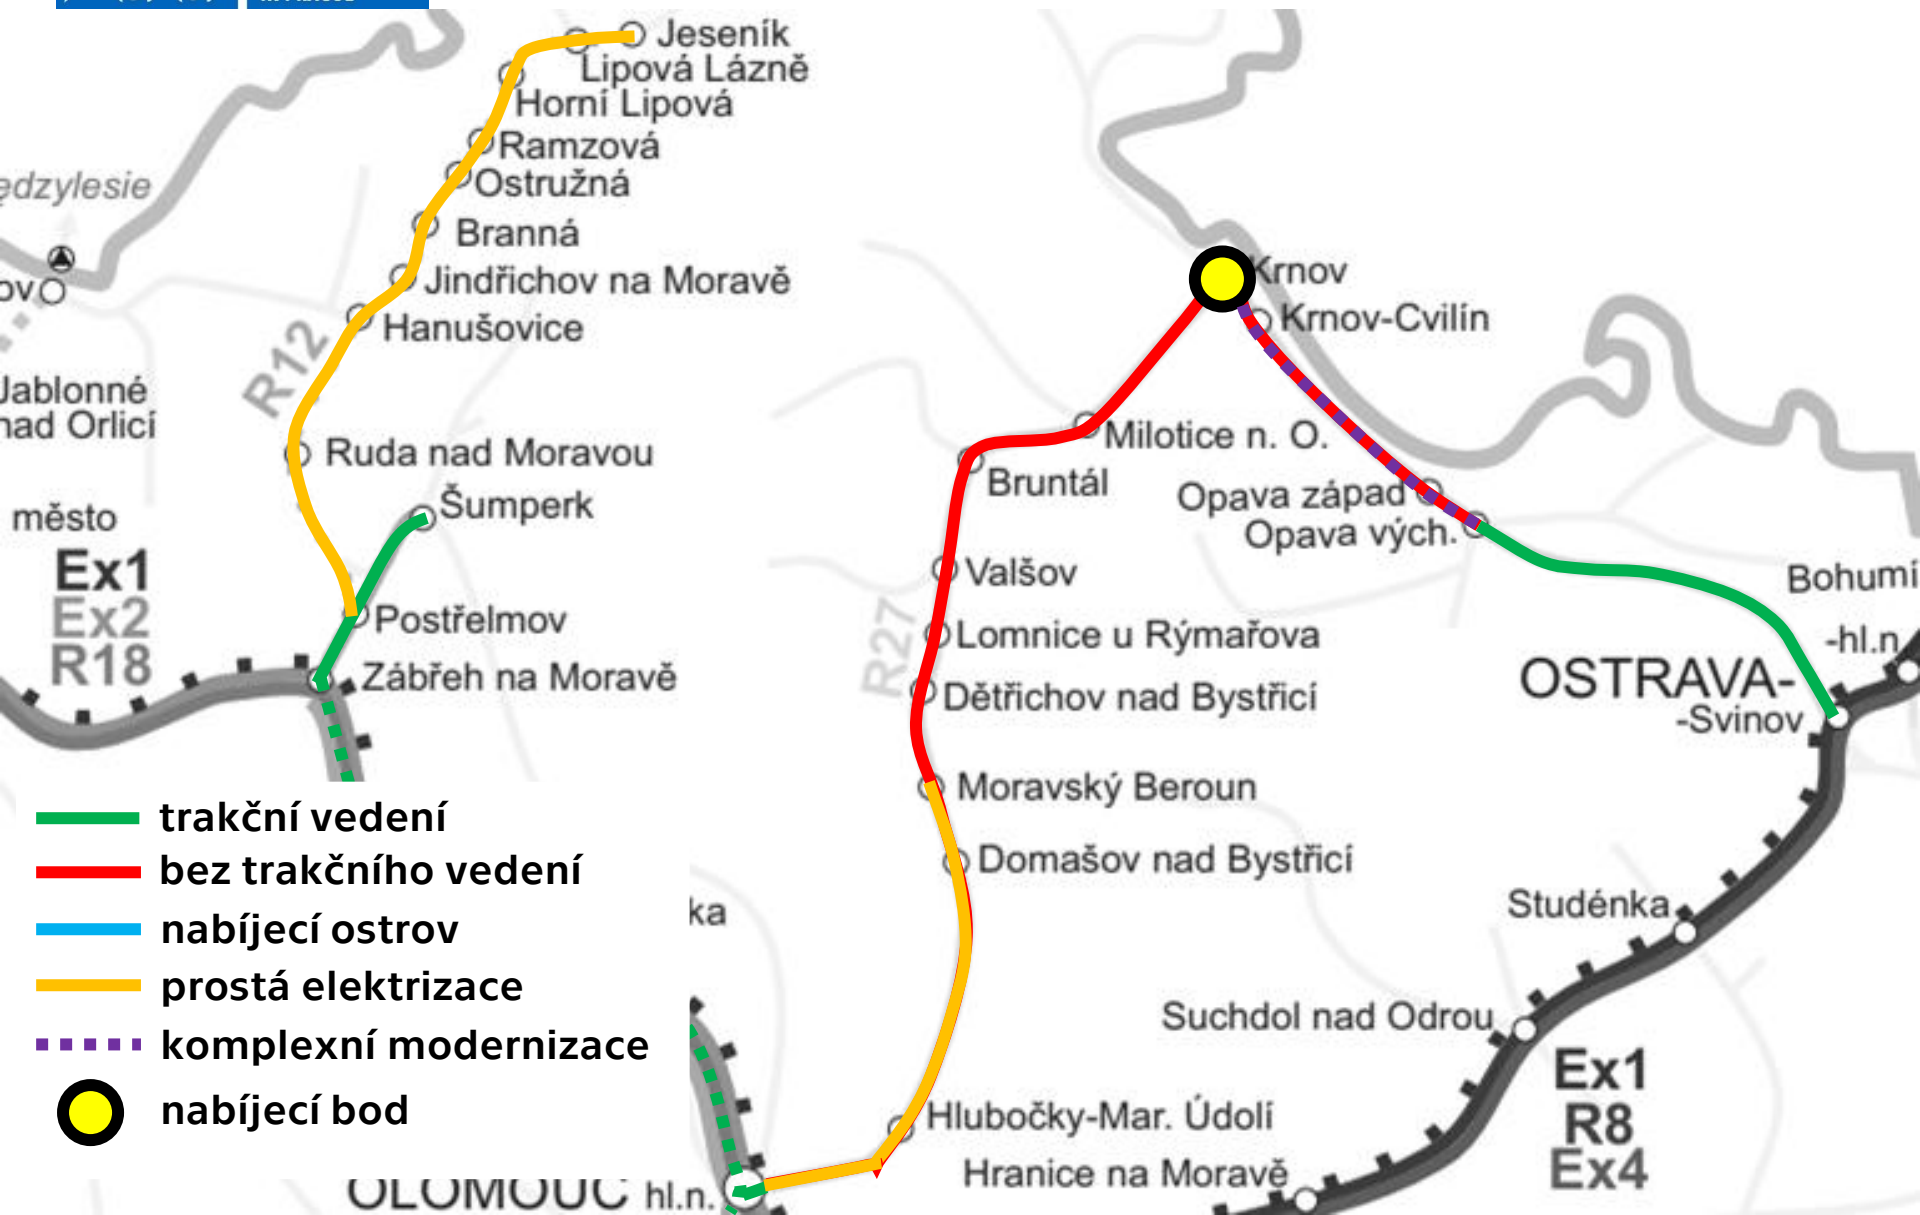 Jeseník
Lipová Lázně
Horní Lipová
Ramzová
Ostružná
Branná
Jindřichov na Moravě
Hanušovice
R12
Jablonné
nad Orlicí
Ruda nad Moravou
Šumperk
město
Ex1
Ex2
R18
Postřelmov
Zábřeh na Moravě
Krnov
Krnov-Cvilín
Milotice n. O.
Bruntál
Opava západ
Opava vých.
Valšov
R27
Lomnice u Rýmařova
Dětřichov nad Bystřicí
Moravský Beroun
Domašov nad Bystřicí
Bohumí
-hl.n.
OSTRAVA-
-Svinov
Studénka
Suchdol nad Odrou
Ex1
R8
Ex4
Hlubočky-Mar. Údolí
Hranice na Moravě
OLOMOUC hl.n.
trakční vedení
bez trakčního vedení
nabíjecí ostrov
prostá elektrizace
komplexní modernizace
nabíjecí bod